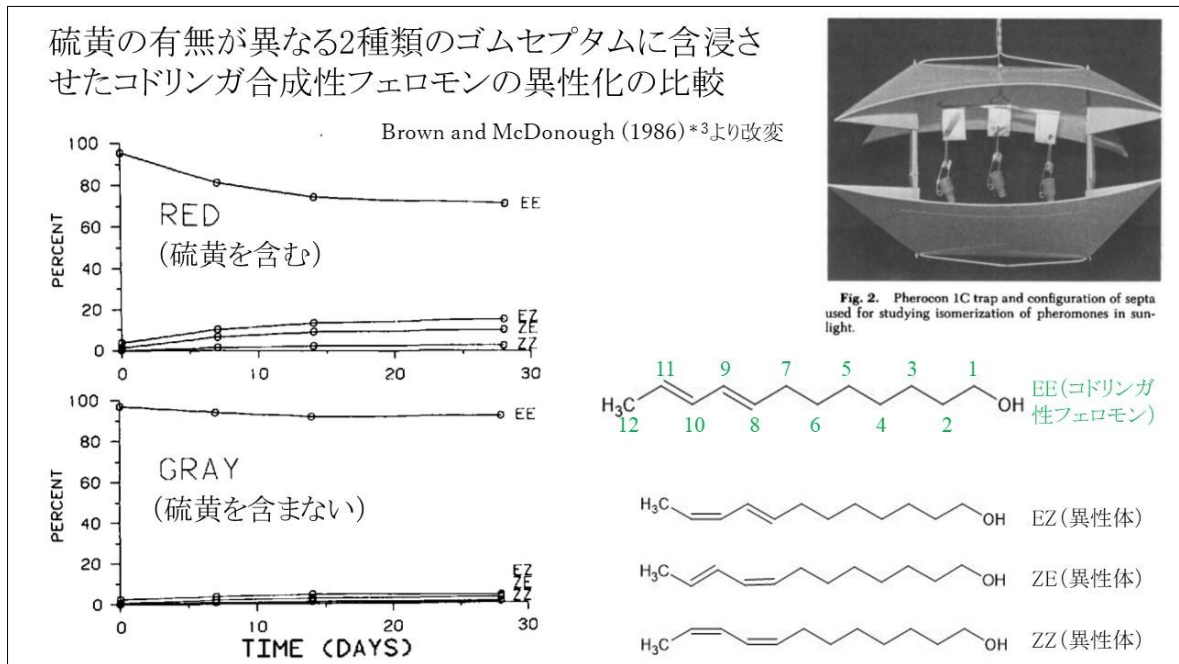 硫黄の有無が異なる2種類のゴムセプタムに含浸さ
せたコドリンガ合成性フェロモンの異性化の比較
Brown and McDonough (1986)*3より改変
100
80
60
40
20
0
PERCENT
RED
(硫黄を含む)
EE
EZ
ZE
ZZ
0
10
20
30
100
80
60
40
20
0
PERCENT
GRAY
(硫黄を含まない)
EE
EZ
ZE
ZZ
0
10
20
30
TIME (DAYS)
Fig. 2. Pherocon 1C trap and configuration of septa
used for studying isomerization of pheromones in sun-
light.
11 9 7 5 3 1
H3C OH
12 10 8 6 4 2
EE(コドリンガ
性フェロモン)
H3C OH EZ(異性体)
H3C OH ZE(異性体)
H3C OH ZZ(異性体)